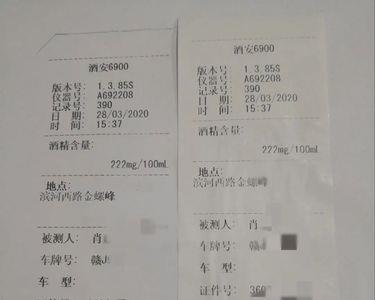 酒安6900
版本号: 1.3.85S
仪器号: A692208
记录号: 390
日 期: 28/03/2020
时 间: 15:37
酒精含量:
222mg/100mL
地点:
滨河西路金螺峰
被测人: 肖
车牌号: 赣J
车 型:
酒安6900
版本号: 1.3.85S
仪器号: A692208
记录号: 390
日 期: 28/03/2020
时 间: 15:37
酒精含量:
222mg/100mL
地点:
滨河西路金螺峰
被测人: 肖
车牌号: 赣
车 型:
证件号: 360